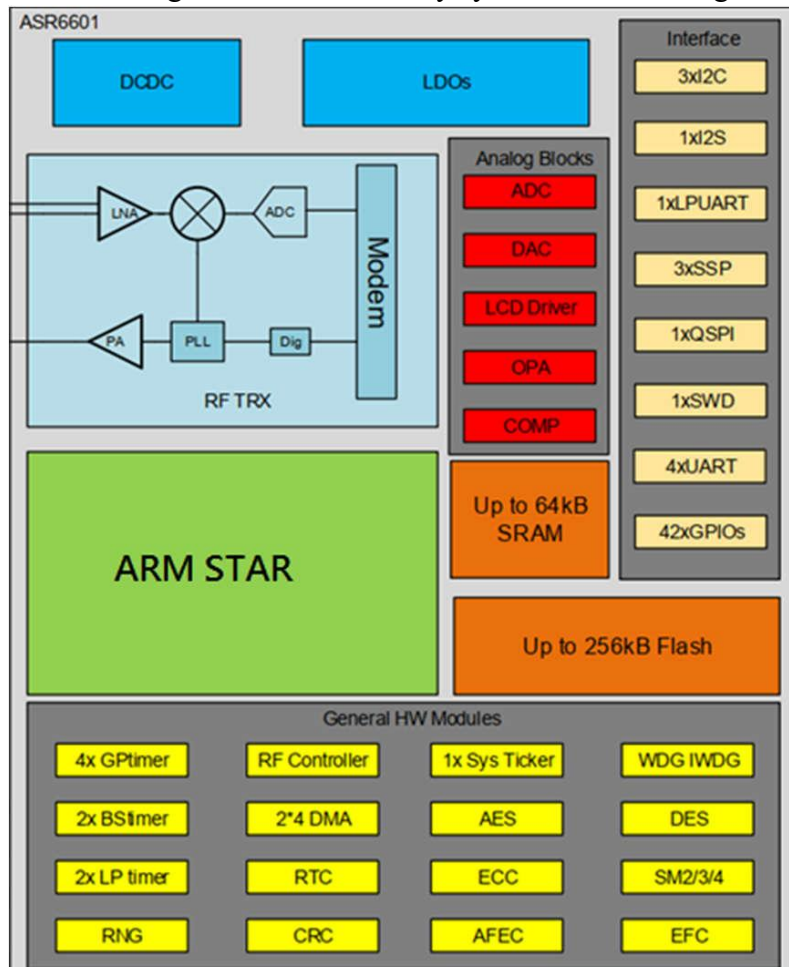 ASR6601
DCDC
LDOs
Interface
3xI2C
1xI2S
1xLPUART
3xSSP
1xQSPI
1xSWD
4xUART
42xGPIOs
LNA
ADC
Modem
PA
PLL
Dig
RF TRX
Analog Blocks
ADC
DAC
LCD Driver
OPA
COMP
ARM STAR
Up to 64kB
SRAM
Up to 256kB Flash
General HW Modules
4x GPtimer
RF Controller
1x Sys Ticker
WDG IWDG
2x BStimer
2*4 DMA
AES
DES
2x LP timer
RTC
ECC
SM2/3/4
RNG
CRC
AFEC
EFC